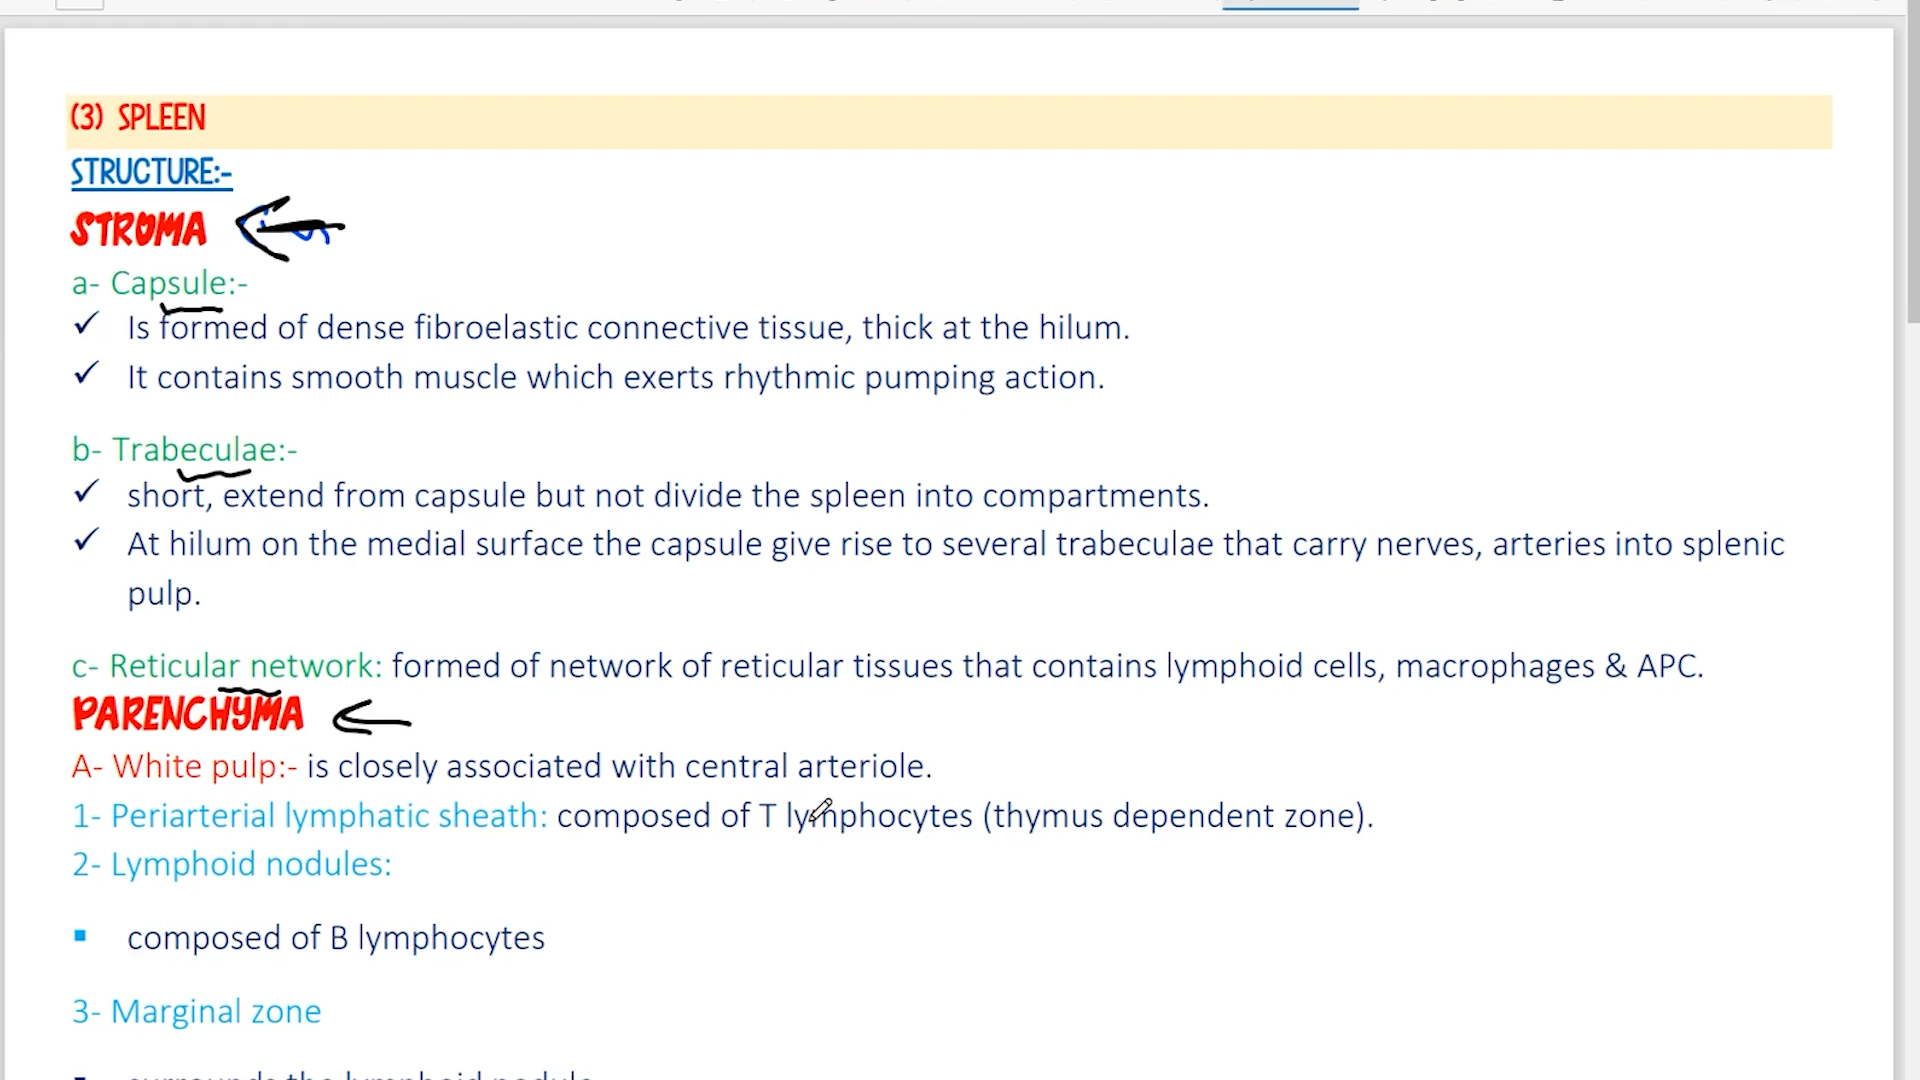 (3) SPLEEN
STRUCTURE:-
STROMA
a- Capsule:-
✓ Is formed of dense fibroelastic connective tissue, thick at the hilum.
✓ It contains smooth muscle which exerts rhythmic pumping action.
b- Trabeculae:-
✓ short, extend from capsule but not divide the spleen into compartments.
✓ At hilum on the medial surface the capsule give rise to several trabeculae that carry nerves, arteries into splenic
pulp.
c- Reticular network: formed of network of reticular tissues that contains lymphoid cells, macrophages & APC.
PARENCHYMA
A- White pulp:- is closely associated with central arteriole.
1- Periarterial lymphatic sheath: composed of T lymphocytes (thymus dependent zone).
2- Lymphoid nodules:
▪ composed of B lymphocytes
3- Marginal zone
▪ surrounds the lymphoid nodule